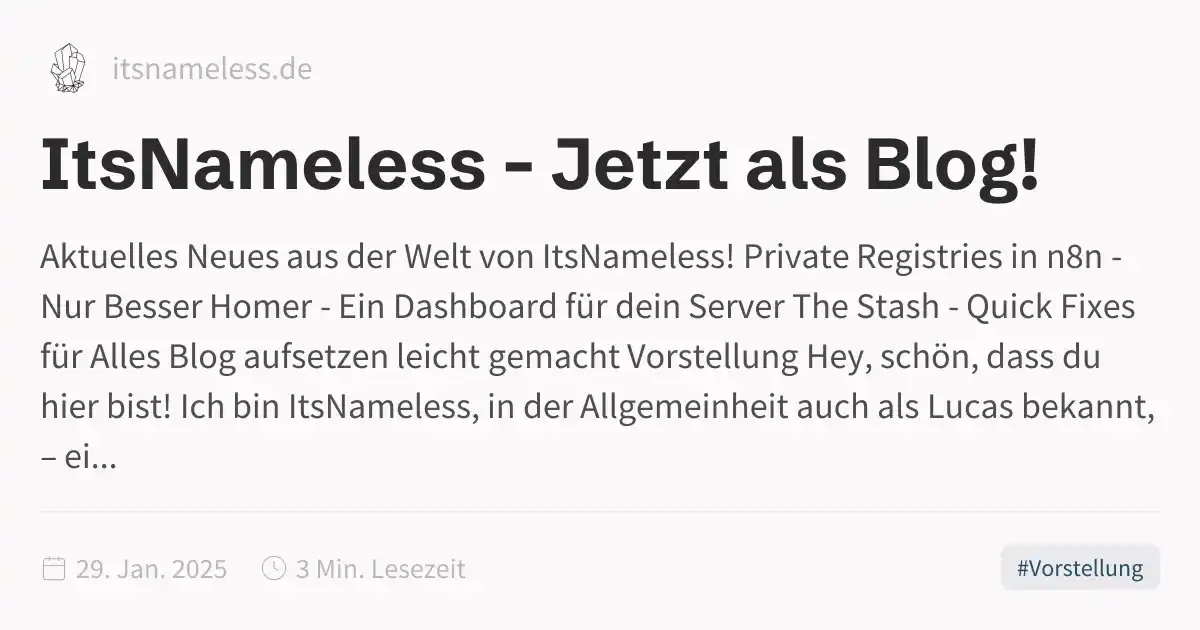 itsnameless.de
ItsNameless - Jetzt als Blog!
Aktuelles Neues aus der Welt von ItsNameless! Private Registries in n8n -
Nur Besser Homer - Ein Dashboard für dein Server The Stash - Quick Fixes
für Alles Blog aufsetzen leicht gemacht Vorstellung Hey, schön, dass du
hier bist! Ich bin ItsNameless, in der Allgemeinheit auch als Lucas bekannt,
– ei...
29. Jan. 2025 3 Min. Lesezeit #Vorstellung